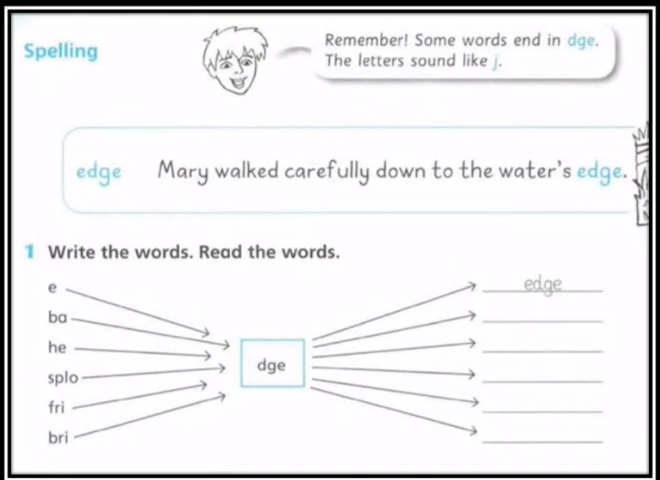 Spelling
Remember! Some words end in dge.
The letters sound like j.
edge Mary walked carefully down to the water's edge.
1 Write the words. Read the words.
e
edge
ba
he
dge
splo
fri
bri